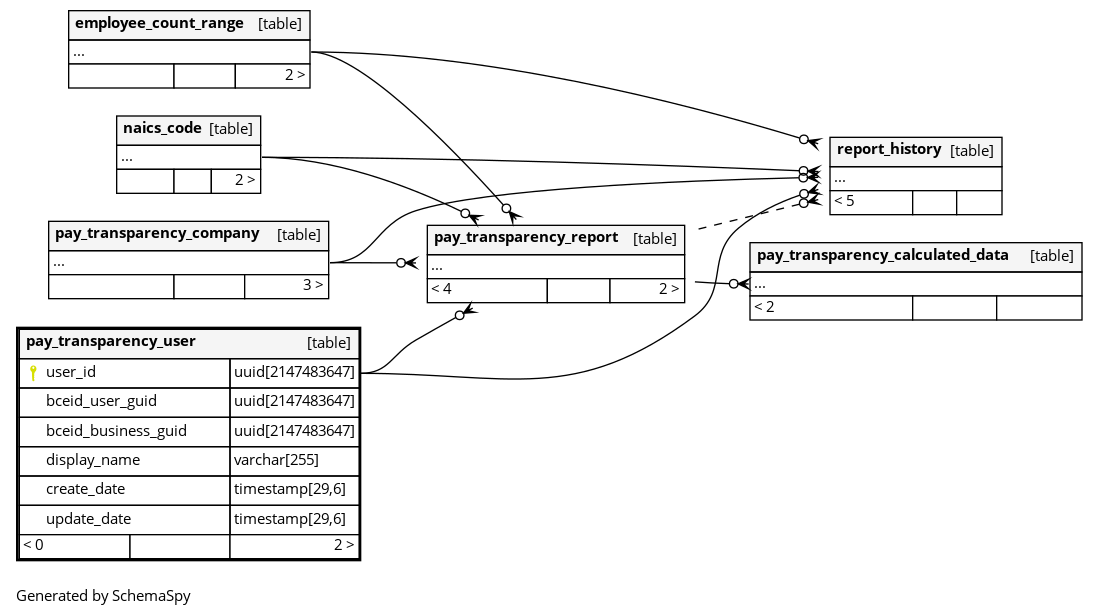 employee_count_range [table]
...
2 >
naics_code [table]
...
2 >
report_history [table]
...
< 5
pay_transparency_company [table]
...
3 >
pay_transparency_report [table]
...
< 4 2 >
pay_transparency_calculated_data [table]
...
< 2
pay_transparency_user [table]
user_id uuid[2147483647]
bceid_user_guid uuid[2147483647]
bceid_business_guid uuid[2147483647]
display_name varchar[255]
create_date timestamp[29,6]
update_date timestamp[29,6]
< 0 2 >
Generated by SchemaSpy